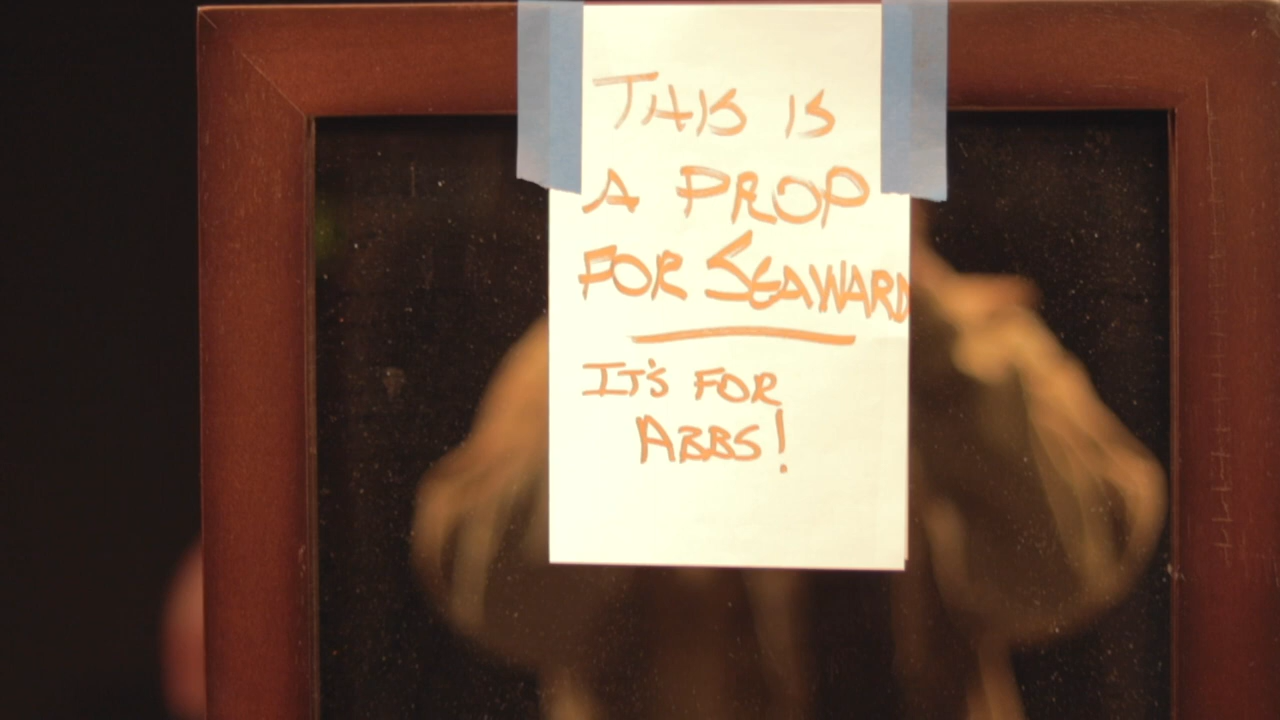 THIS IS
A PROP
FOR SEAWARD
IT'S FOR
ABBS!